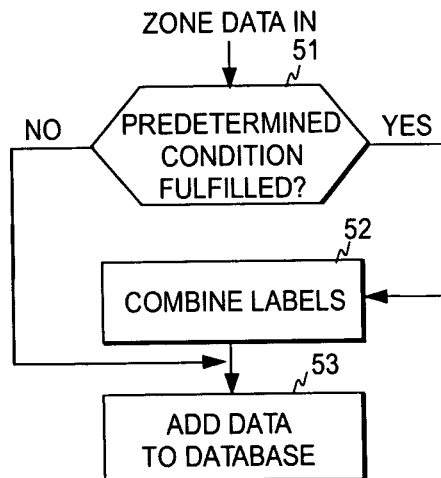 ZONE DATA IN
51
NO
PREDETERMINED
YES
CONDITION
FULFILLED?
52
COMBINE LABELS
53
ADD DATA
TO DATABASE